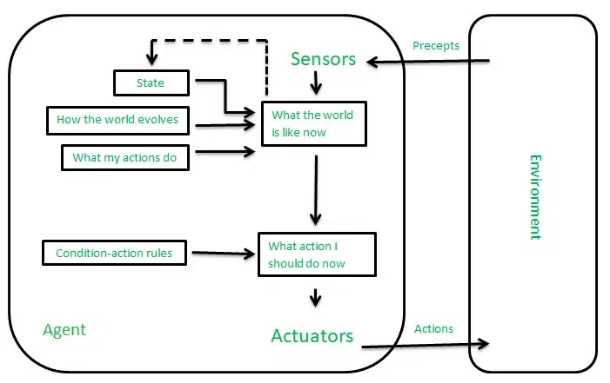 Sensors
Precepts
State
How the world evolves
What my actions do
What the world
is like now
Environment
Condition-action rules
What action I
should do now
Agent
Actuators
Actions